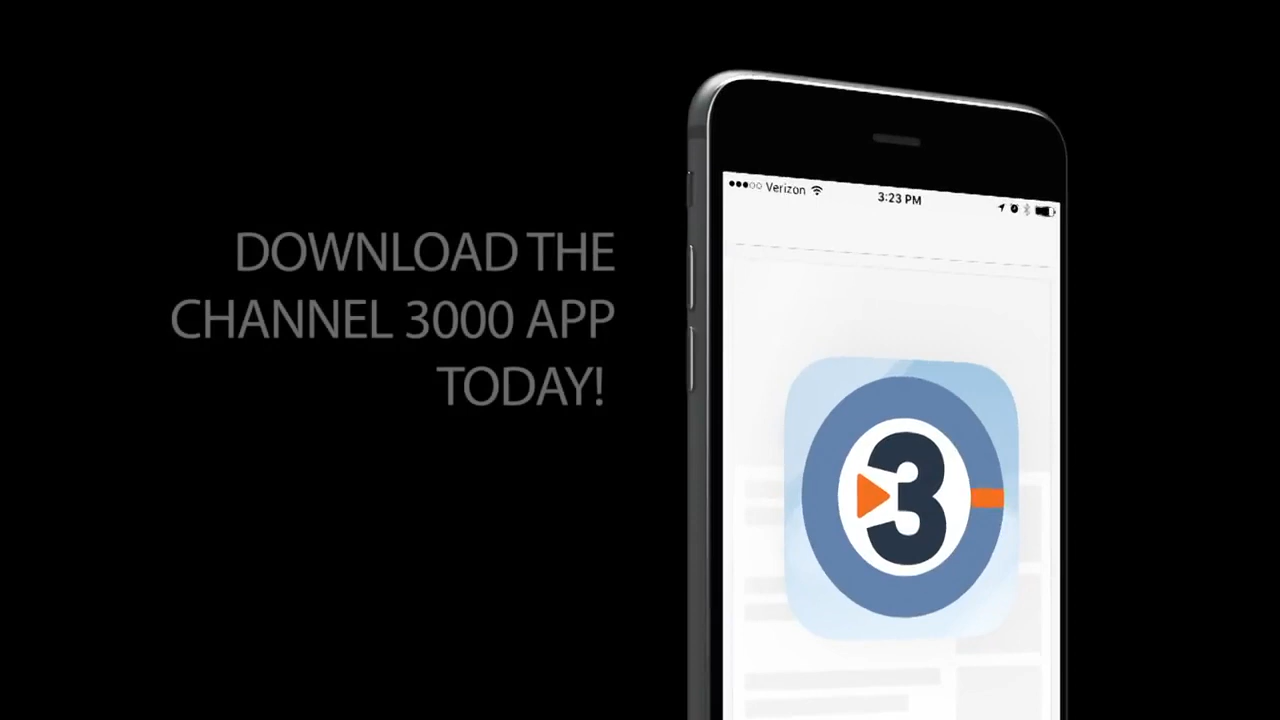 DOWNLOAD THE
CHANNEL 3000 APP
TODAY!
Verizon
3:23 PM
3